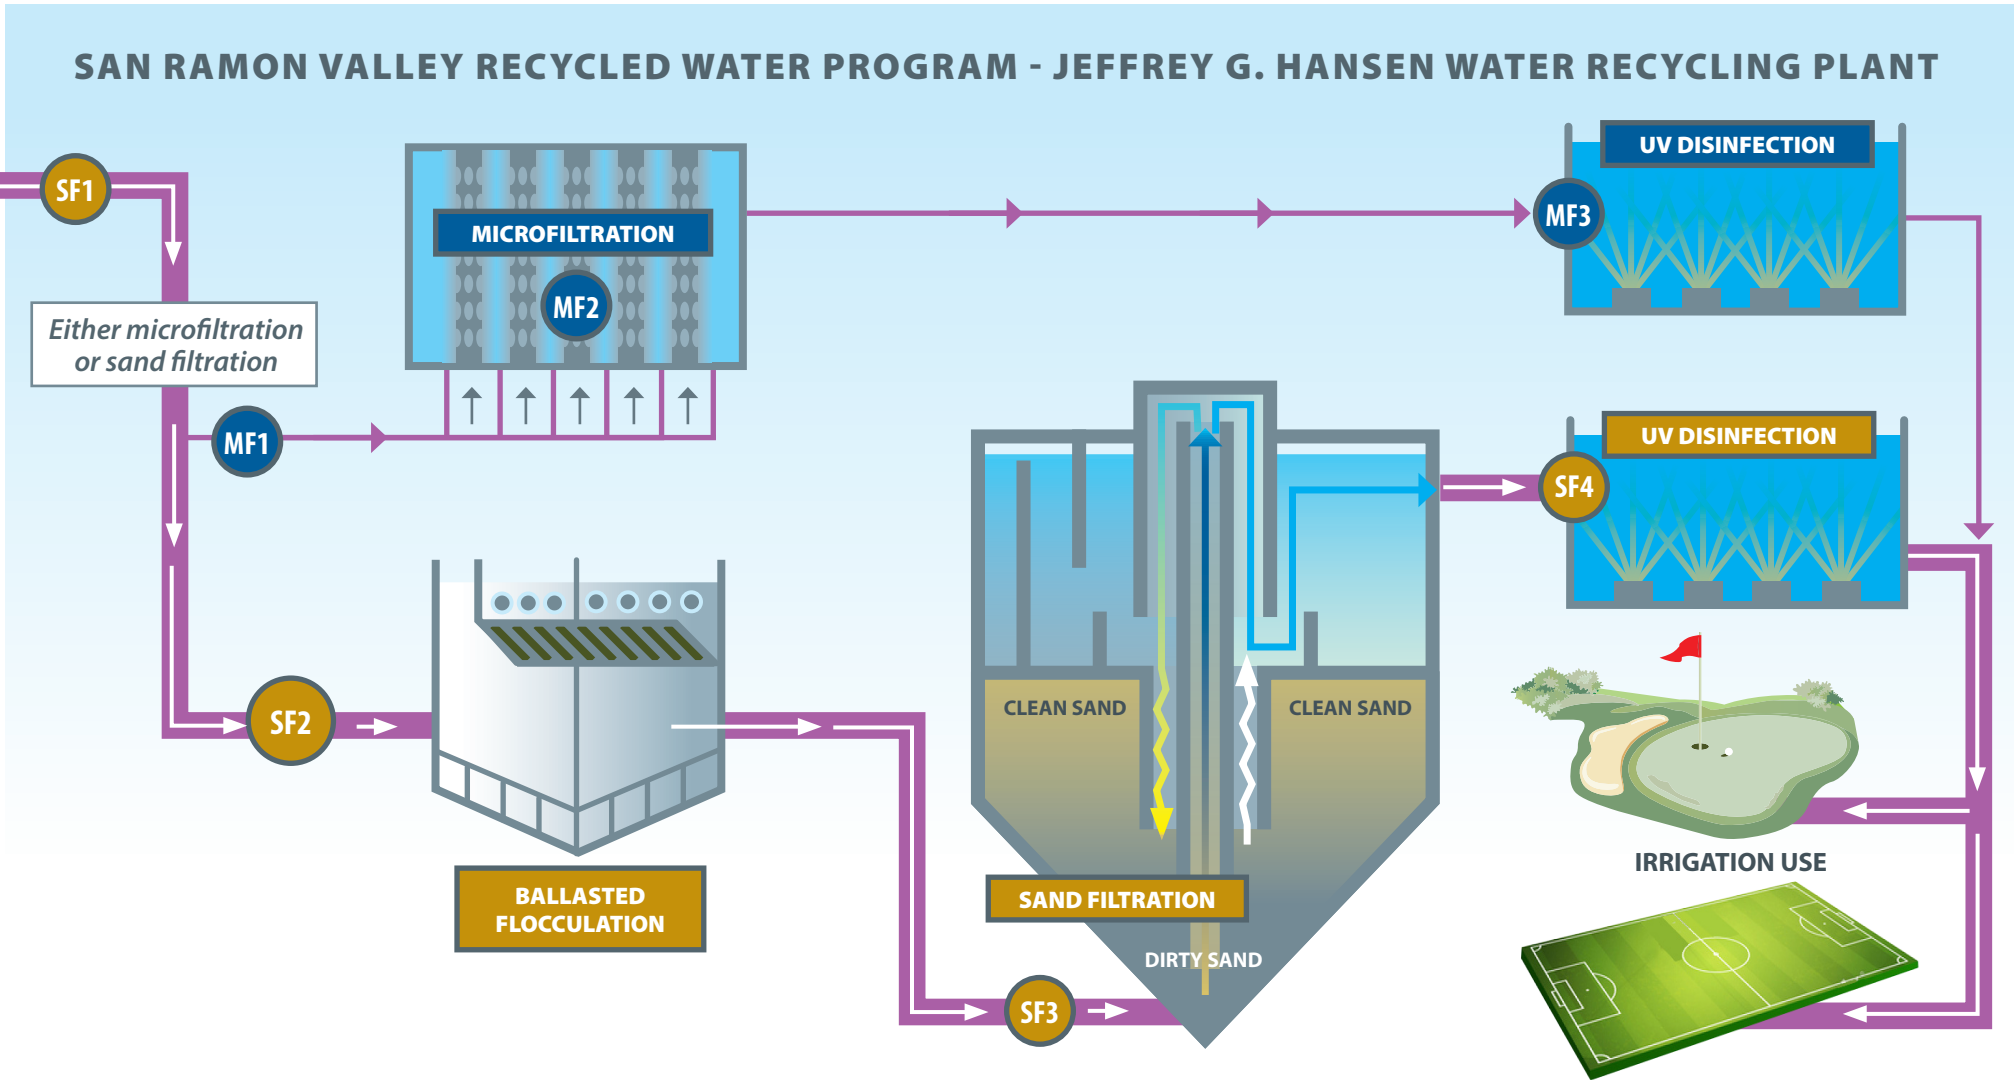 SAN RAMON VALLEY RECYCLED WATER PROGRAM - JEFFREY G. HANSEN WATER RECYCLING PLANT
SF1
Either microfiltration
or sand filtration
MF1
MICROFILTRATION
MF2
UV DISINFECTION
MF3
SF2
BALLASTED
FLOCCULATION
SF3
CLEAN SAND
CLEAN SAND
SAND FILTRATION
DIRTY SAND
UV DISINFECTION
SF4
IRRIGATION USE